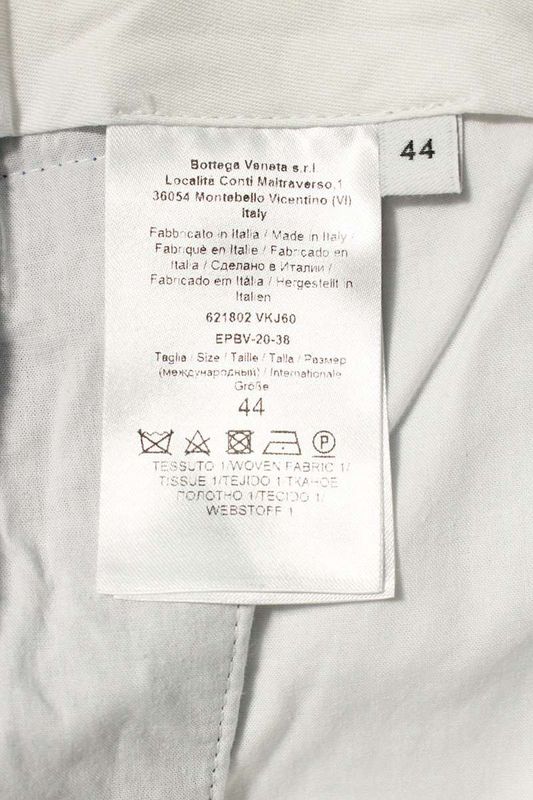 44
Bottega Veneta s.r.l
Località Conti Maltraverso,1
36054 Montebello Vicentino (VI)
Italy
Fabbricato in Italia / Made in Italy /
Fabriqué en Italie / Fabricado en
Italia / Сделано в Италии /
Fabricado em Itália / Hergestellt in
Italien
621802 VKJ60
EPBV-20-38
Taglia / Size / Taille / Talla / Размер
(международный) / Internationale
Größe
44
P
TESSUTO 1/WOVEN FABRIC 1/
TISSUE 1/TEJIDO 1 ТКАНОЕ
ПОЛОТНО 1/TECIDO 1/
WEBSTOFF 1